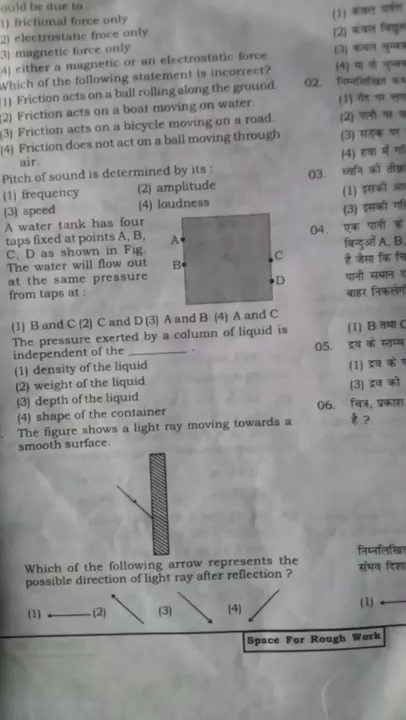 ould be due to
1) frictional force only
2) electrostatic froce only
3) magnetic force only
4) either a magnetic or an electrostatic force
Which of the following statement is incorrect?
(1) Friction acts on a ball rolling along the ground.
(2) Friction acts on a boat moving on water.
(3) Friction acts on a bicycle moving on a road.
(4) Friction does not act on a ball moving through
air.
Pitch of sound is determined by its :
(1) frequency (2) amplitude
(3) speed (4) loudness
A water tank has four
taps fixed at points A, B,
C, D as shown in Fig.
The water will flow out
at the same pressure
from taps at :
A
B
C
D
(1) B and C (2) C and D (3) A and B (4) A and C
The pressure exerted by a column of liquid is
independent of the ________ .
(1) density of the liquid
(2) weight of the liquid
(3) depth of the liquid
(4) shape of the container
The figure shows a light ray moving towards a
smooth surface.
Which of the following arrow represents the
possible direction of light ray after reflection ?
(1) (2) (3) (4)
Space For Rough Work
(1) केवल
(2) केवल
(3) केवल
(4) या तो
02. निम्नलिखित
(1) गेंद पर
(2) पानी पर
(3) सड़क पर
(4) हवा में
03. ध्वनि की
(1) इसकी
(3) इसकी
04. एक पानी
बिन्दुओं A, B,
है जैसा कि
पानी समान
बाहर
(1) B तथा C
05. द्रव के स्तम्भ
(1) द्रव
(3) द्रव की
06. चित्र, प्रकाश
है ?
(1)